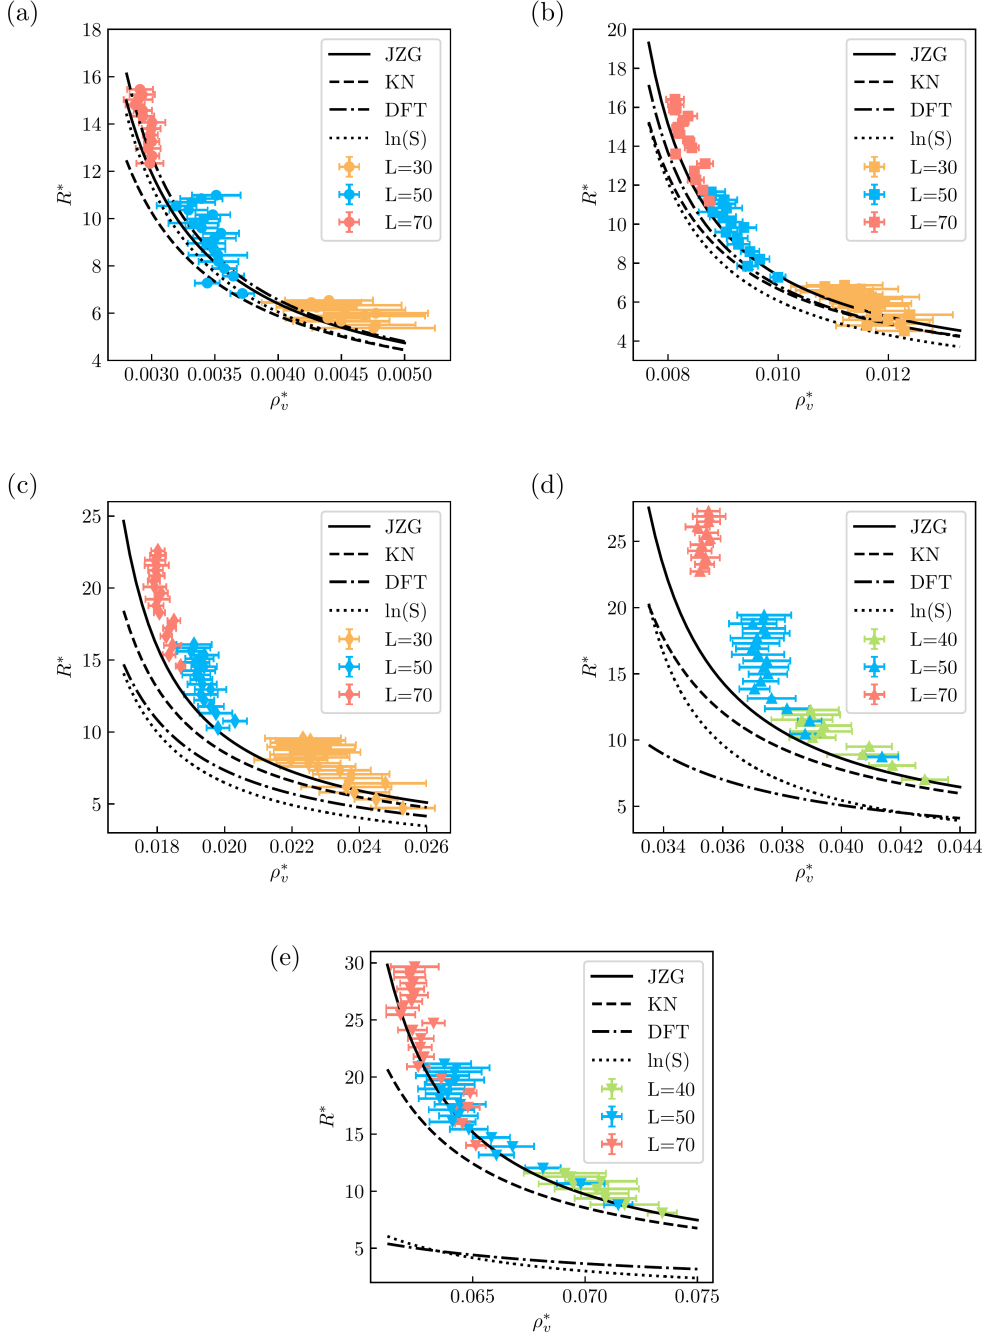 (a)
18
16
14
12
10
8
6
4
R*
0.0030 0.0035 0.0040 0.0045 0.0050
ρ*v
JZG
KN
DFT
ln(S)
L=30
L=50
L=70
(b)
20
18
16
14
12
10
8
6
4
R*
0.008 0.010 0.012
ρ*v
JZG
KN
DFT
ln(S)
L=30
L=50
L=70
(c)
25
20
15
10
5
R*
0.018 0.020 0.022 0.024 0.026
ρ*v
JZG
KN
DFT
ln(S)
L=30
L=50
L=70
(d)
25
20
15
10
5
R*
0.034 0.036 0.038 0.040 0.042 0.044
ρ*v
JZG
KN
DFT
ln(S)
L=40
L=50
L=70
(e)
30
25
20
15
10
5
R*
0.065 0.070 0.075
ρ*v
JZG
KN
DFT
ln(S)
L=40
L=50
L=70